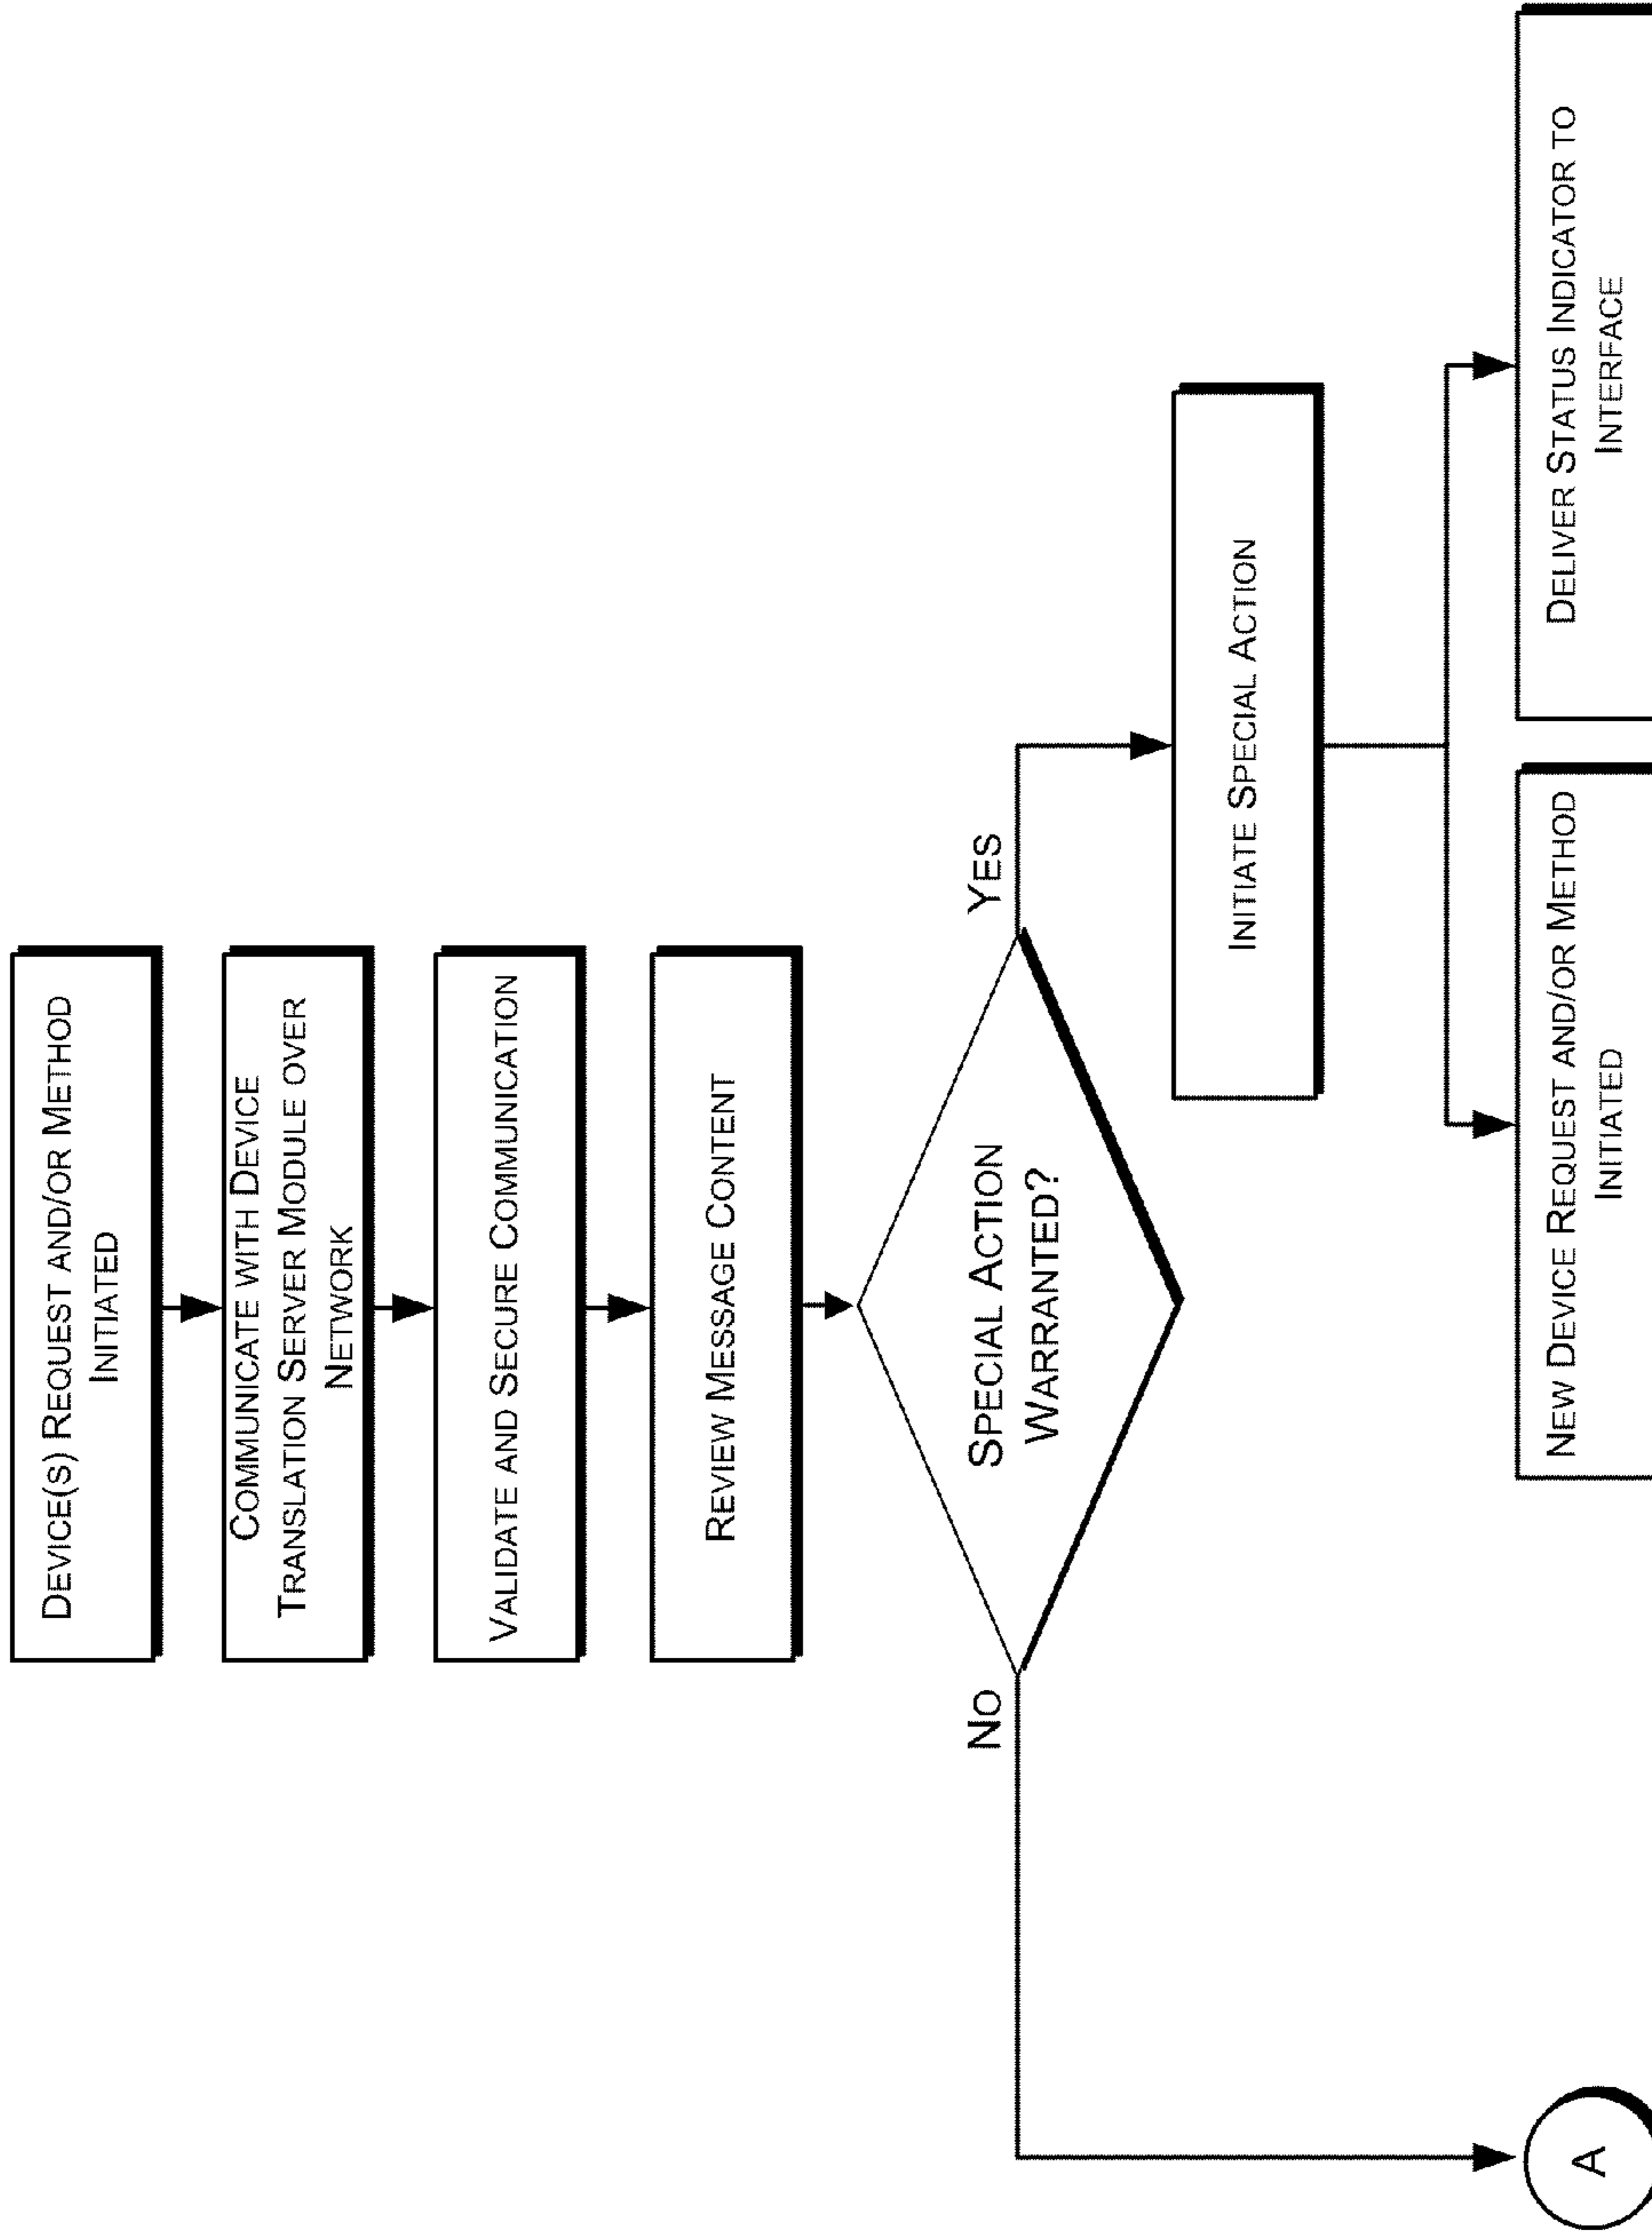 DEVICE(S) REQUEST AND/OR METHOD
INITIATED
COMMUNICATE WITH DEVICE
TRANSLATION SERVER MODULE OVER
NETWORK
VALIDATE AND SECURE COMMUNICATION
REVIEW MESSAGE CONTENT
SPECIAL ACTION
WARRANTED?
NO
YES
INITIATE SPECIAL ACTION
A
NEW DEVICE REQUEST AND/OR METHOD
INITIATED
DELIVER STATUS INDICATOR TO
INTERFACE